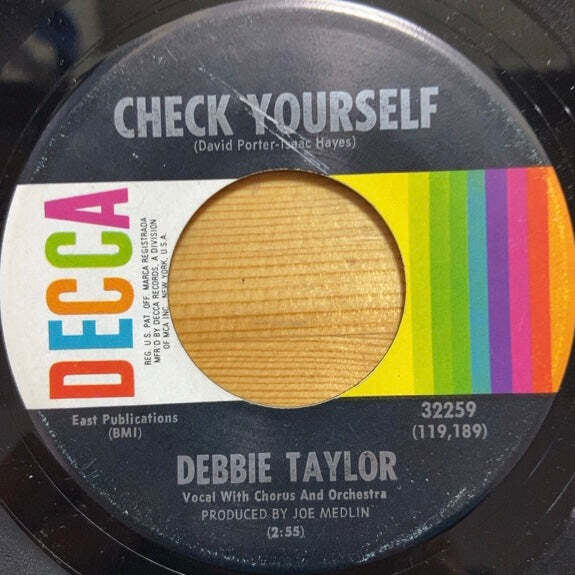 CHECK YOURSELF
(David Porter-Isaac Hayes)
DECCA
REG. U.S. PAT. OFF. MARCA REGISTRADA
MFR'D BY DECCA RECORDS, A DIVISION
OF MCA INC., NEW YORK, U.S.A.
East Publications
(BMI)
32259
(119,189)
DEBBIE TAYLOR
Vocal With Chorus And Orchestra
PRODUCED BY JOE MEDLIN
(2:55)